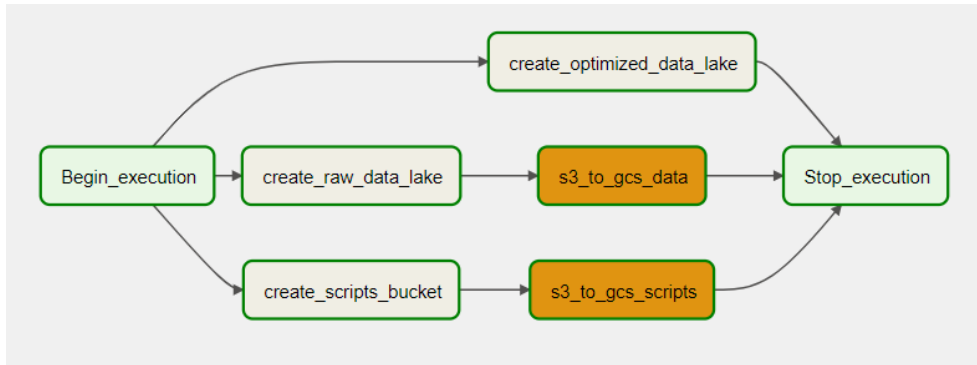 create_optimized_data_lake
Begin_execution
create_raw_data_lake
s3_to_gcs_data
Stop_execution
create_scripts_bucket
s3_to_gcs_scripts